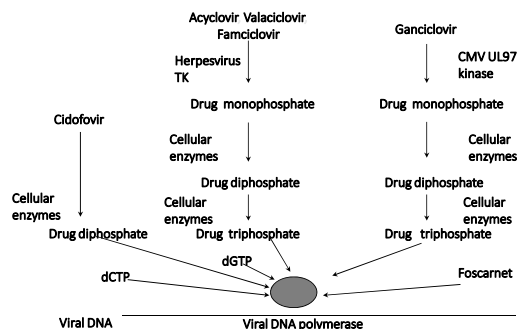 Acyclovir Valaciclovir
Famciclovir
Ganciclovir
Herpesvirus
TK
CMV UL97
kinase
Drug monophosphate
Drug monophosphate
Cidofovir
Cellular
enzymes
Cellular
enzymes
Drug diphosphate
Drug diphosphate
Cellular
enzymes
Cellular
enzymes
Cellular
enzymes
Drug diphosphate
Drug triphosphate
Drug triphosphate
dGTP
dCTP
Foscarnet
Viral DNA
Viral DNA polymerase